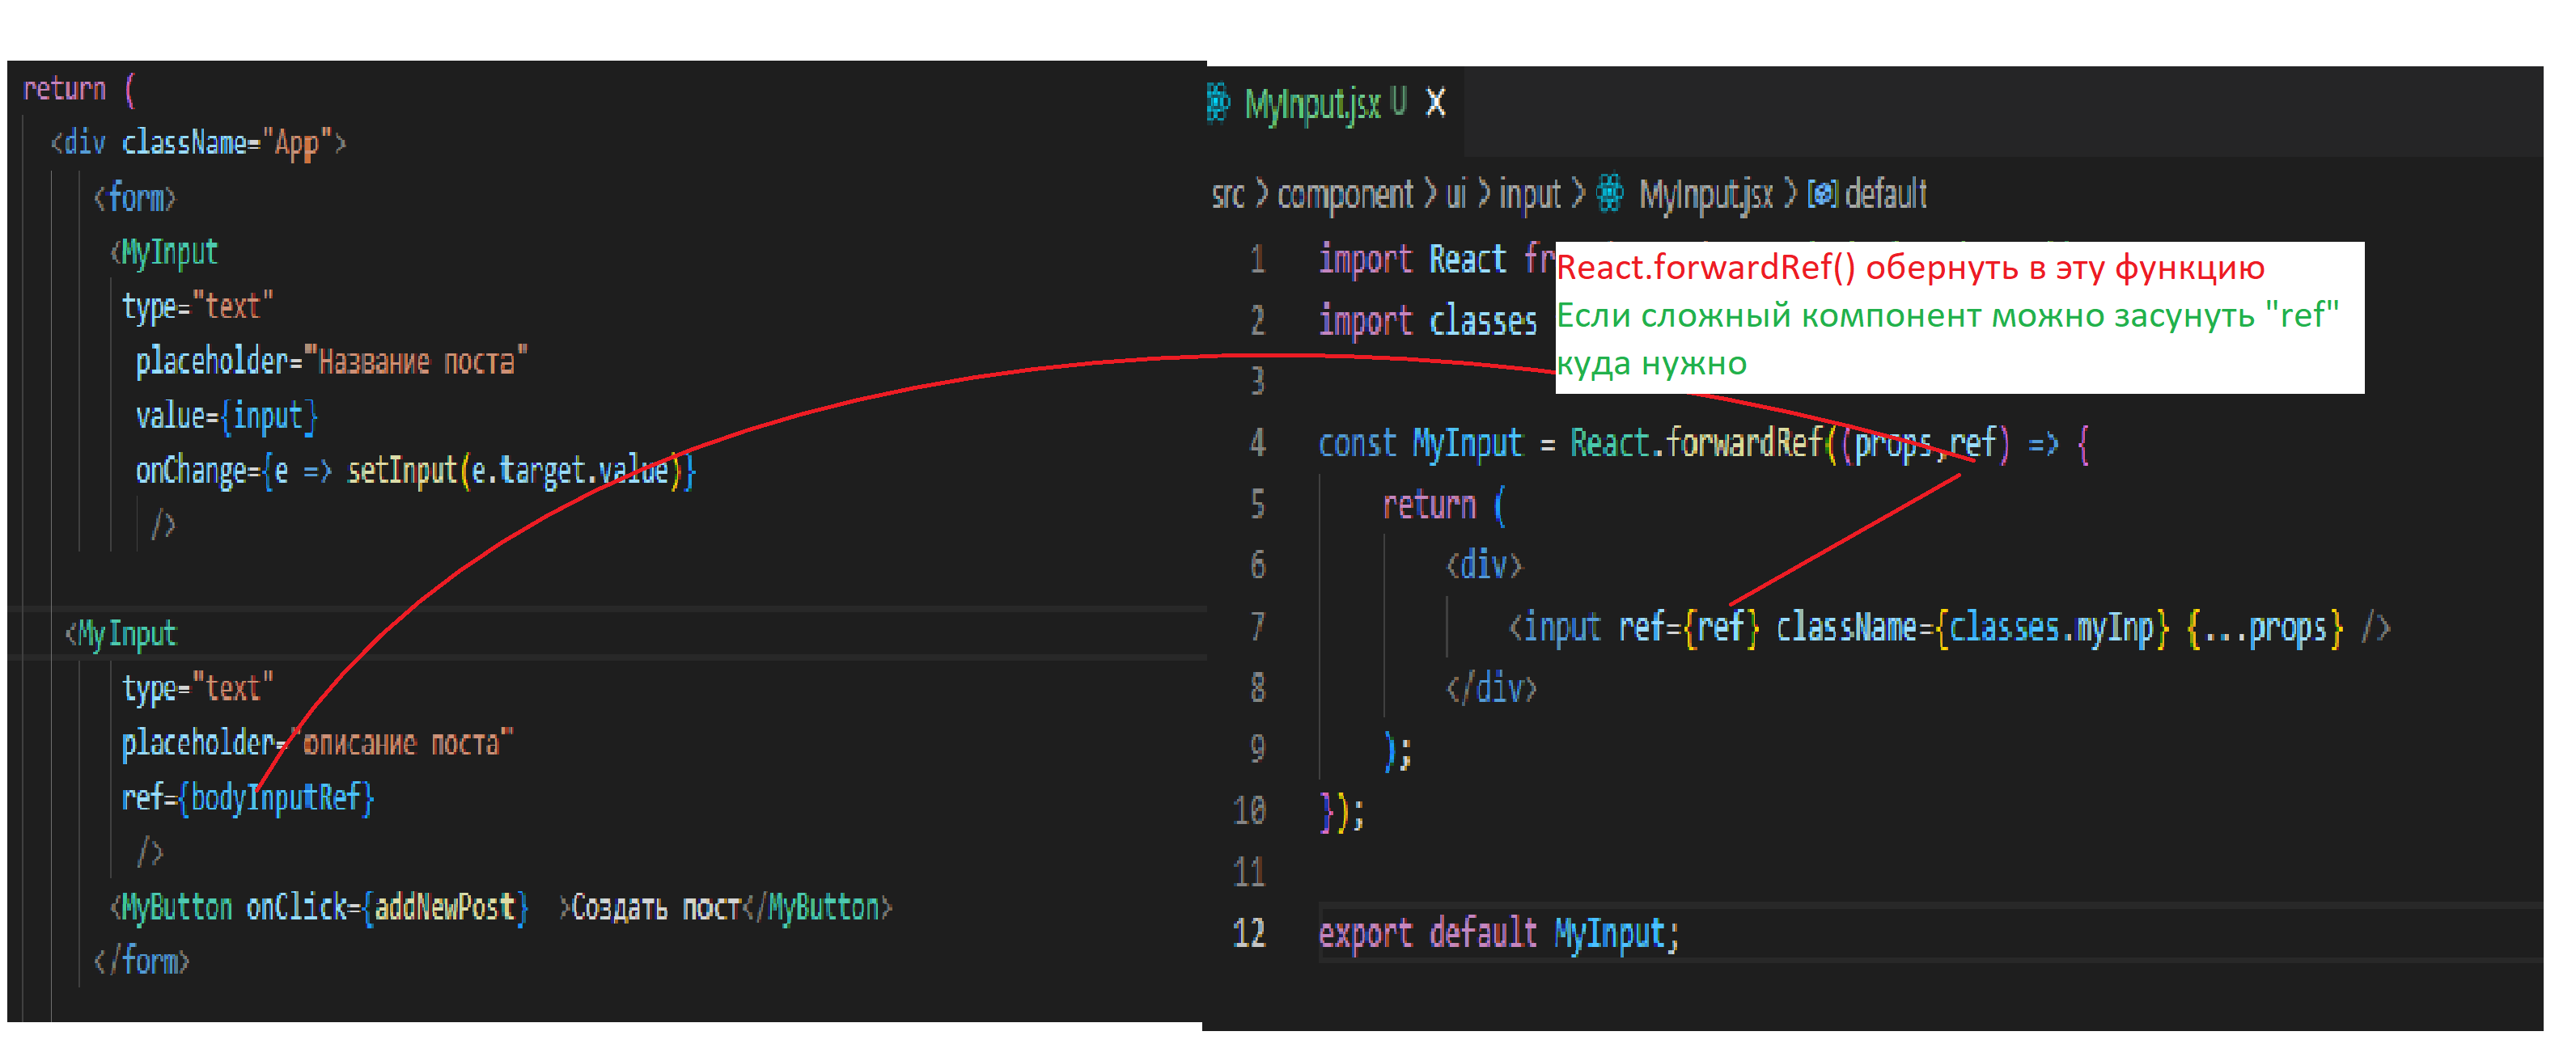 return (
<div className="App">
<form>
<MyInput
type="text"
placeholder="Название поста"
value={input}
onChange={e => setInput(e.target.value)}
/>
<MyInput
type="text"
placeholder="описание поста"
ref={bodyInputRef}
/>
<MyButton onClick={addNewPost} >Создать пост</MyButton>
</form>
MyInput.jsx U X
src > component > ui > input > MyInput.jsx > default
1 import React
React.forwardRef() обернуть в эту функцию
2 import classes
Если сложный компонент можно засунуть "ref"
куда нужно
3
4 const MyInput = React.forwardRef((props,ref) => {
5 return (
6 <div>
7 <input ref={ref} className={classes.myInp} {...props} />
8 </div>
9 );
10 });
11
12 export default MyInput;